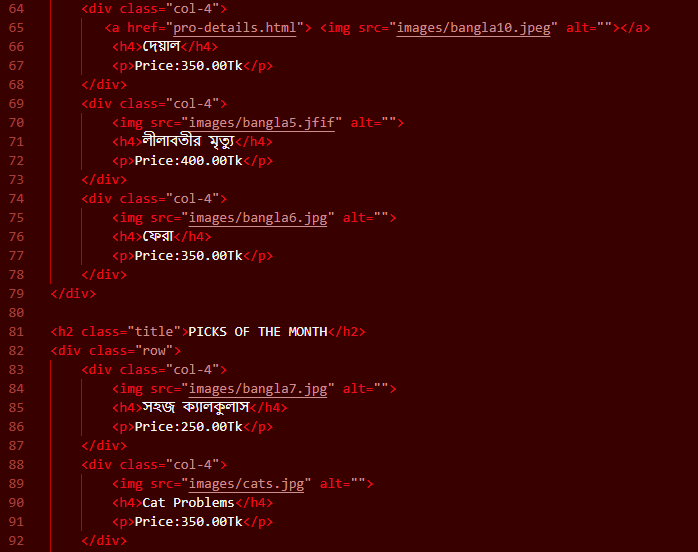 64 <div class="col-4">
65 <a href="pro-details.html"> <img src="images/bangla10.jpeg" alt=""></a>
66 <h4>দেয়াল</h4>
67 <p>Price:350.00Tk</p>
68 </div>
69 <div class="col-4">
70 <img src="images/bangla5.jfif" alt="">
71 <h4>লীলাবতীর মৃত্যু</h4>
72 <p>Price:400.00Tk</p>
73 </div>
74 <div class="col-4">
75 <img src="images/bangla6.jpg" alt="">
76 <h4>ফেরা</h4>
77 <p>Price:350.00Tk</p>
78 </div>
79 </div>
80
81 <h2 class="title">PICKS OF THE MONTH</h2>
82 <div class="row">
83 <div class="col-4">
84 <img src="images/bangla7.jpg" alt="">
85 <h4>সহজ ক্যালকুলাস</h4>
86 <p>Price:250.00Tk</p>
87 </div>
88 <div class="col-4">
89 <img src="images/cats.jpg" alt="">
90 <h4>Cat Problems</h4>
91 <p>Price:350.00Tk</p>
92 </div>